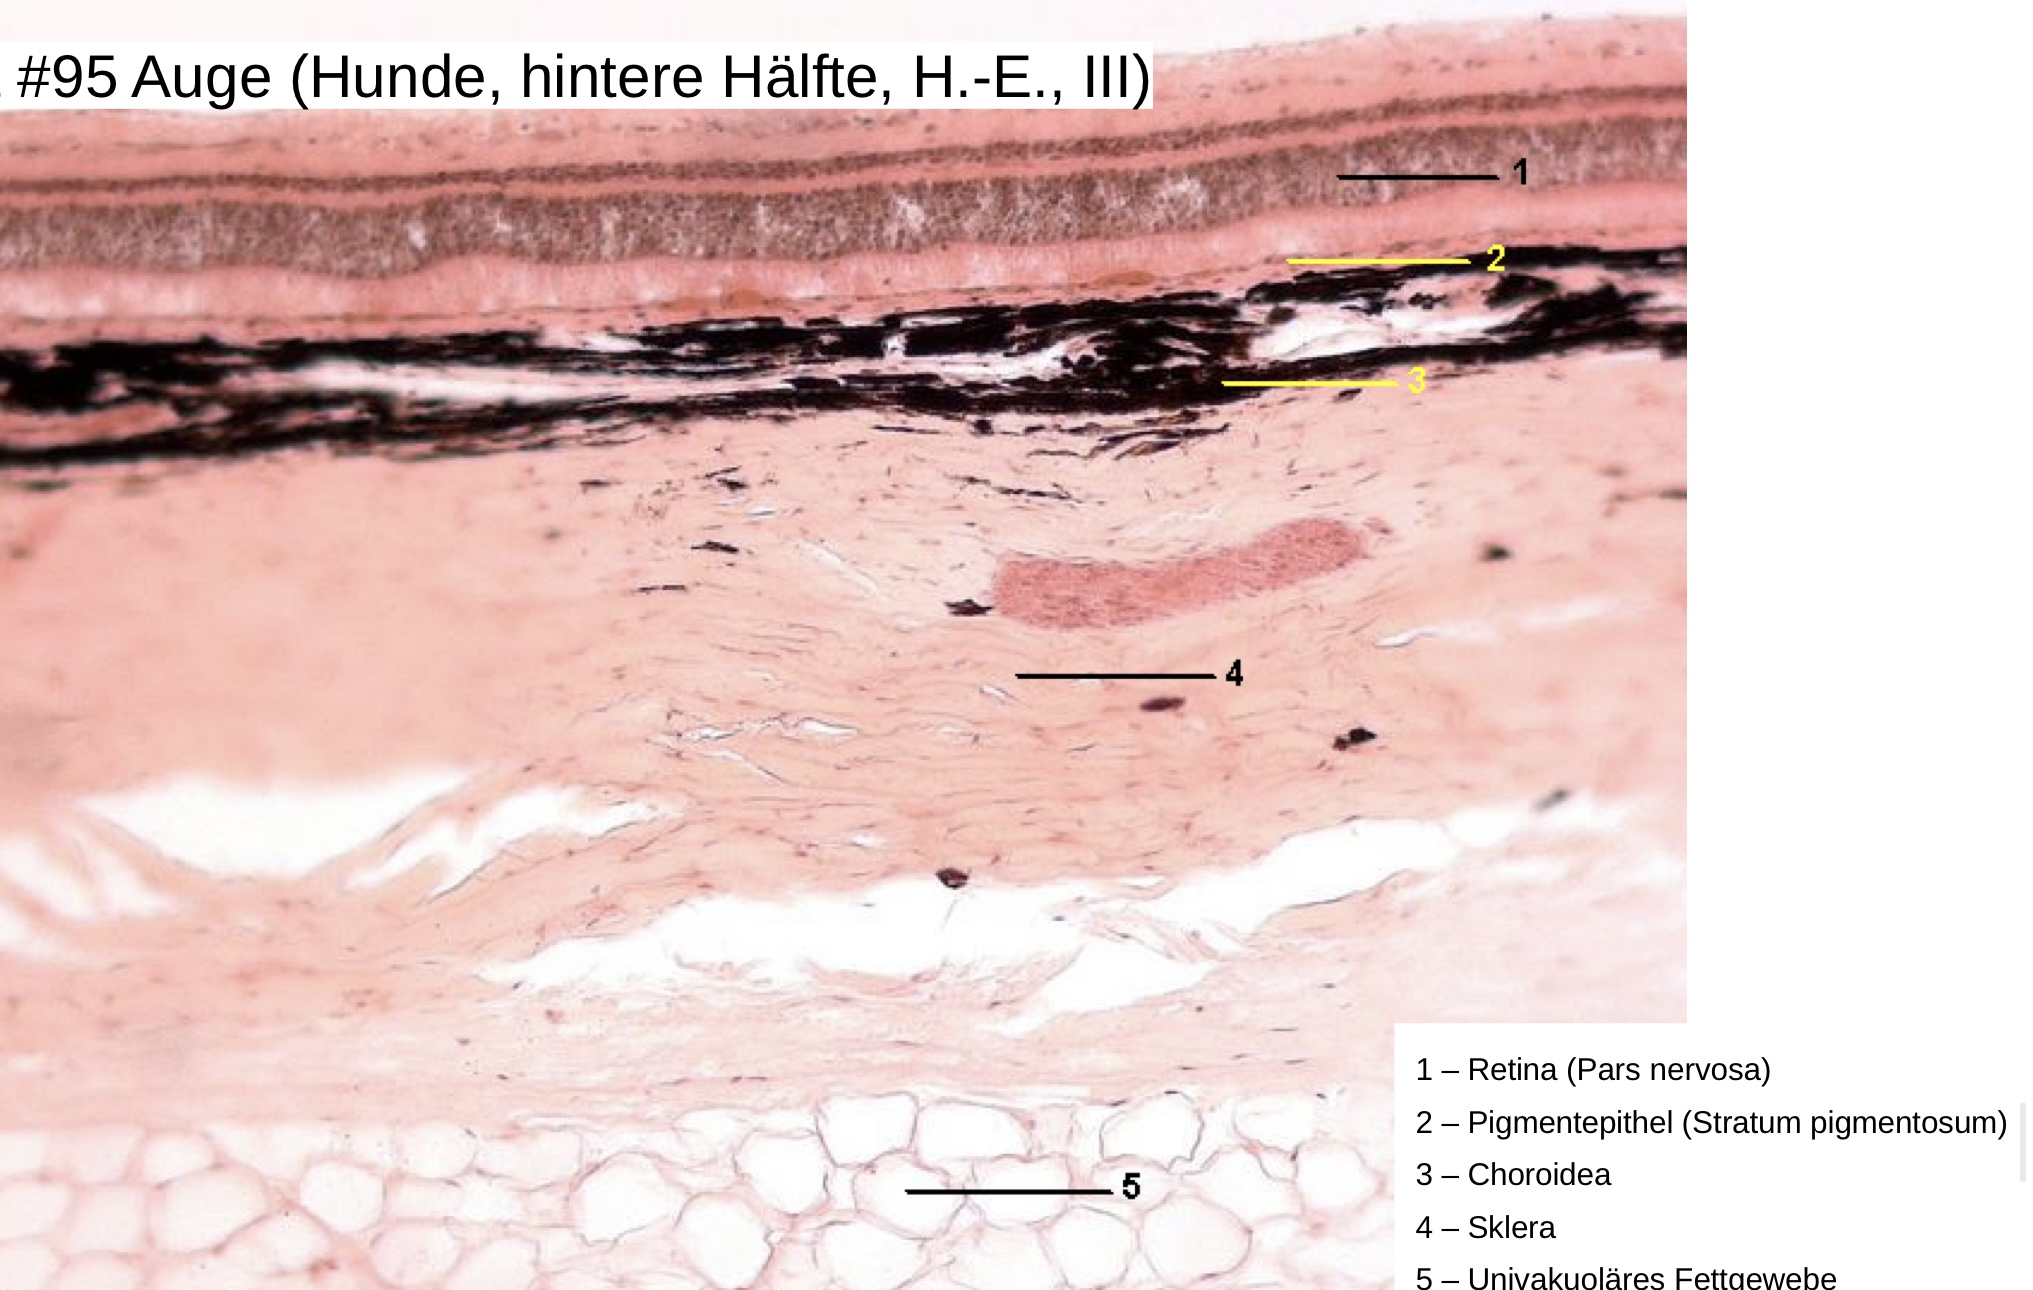 #95 Auge (Hunde, hintere Hälfte, H.-E., III)
1
2
3
4
5
1 – Retina (Pars nervosa)
2 – Pigmentepithel (Stratum pigmentosum)
3 – Choroidea
4 – Sklera
5 – Univakuoläres Fettgewebe